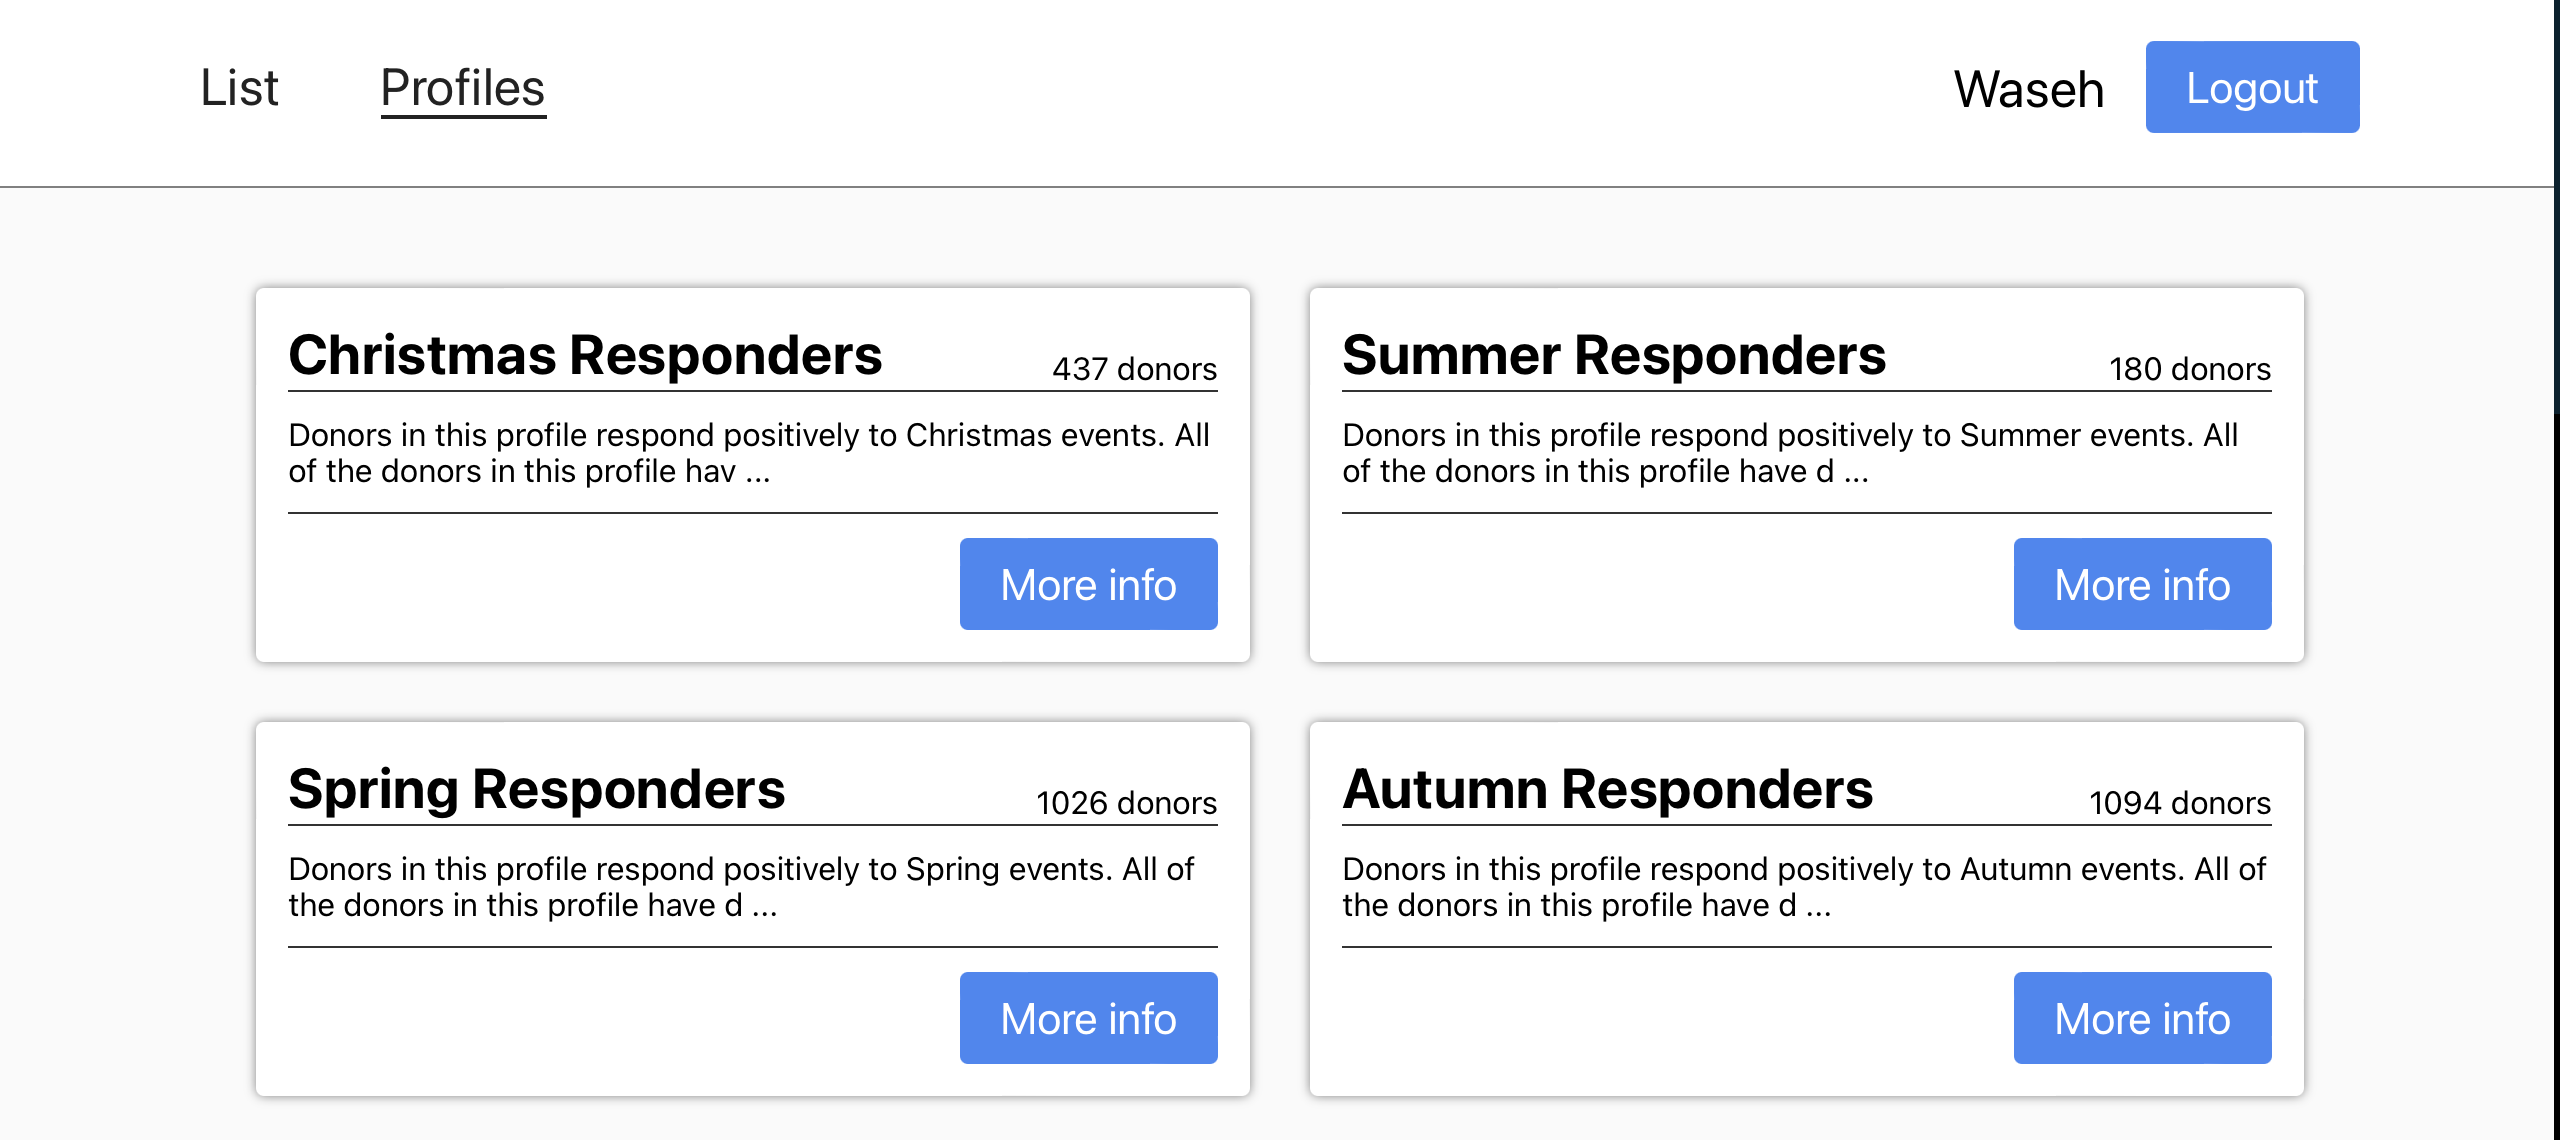 List
Profiles
Waseh
Logout
Christmas Responders
437 donors
Donors in this profile respond positively to Christmas events. All
of the donors in this profile hav ...
More info
Summer Responders
180 donors
Donors in this profile respond positively to Summer events. All
of the donors in this profile have d ...
More info
Spring Responders
1026 donors
Donors in this profile respond positively to Spring events. All of
the donors in this profile have d ...
More info
Autumn Responders
1094 donors
Donors in this profile respond positively to Autumn events. All of
the donors in this profile have d ...
More info